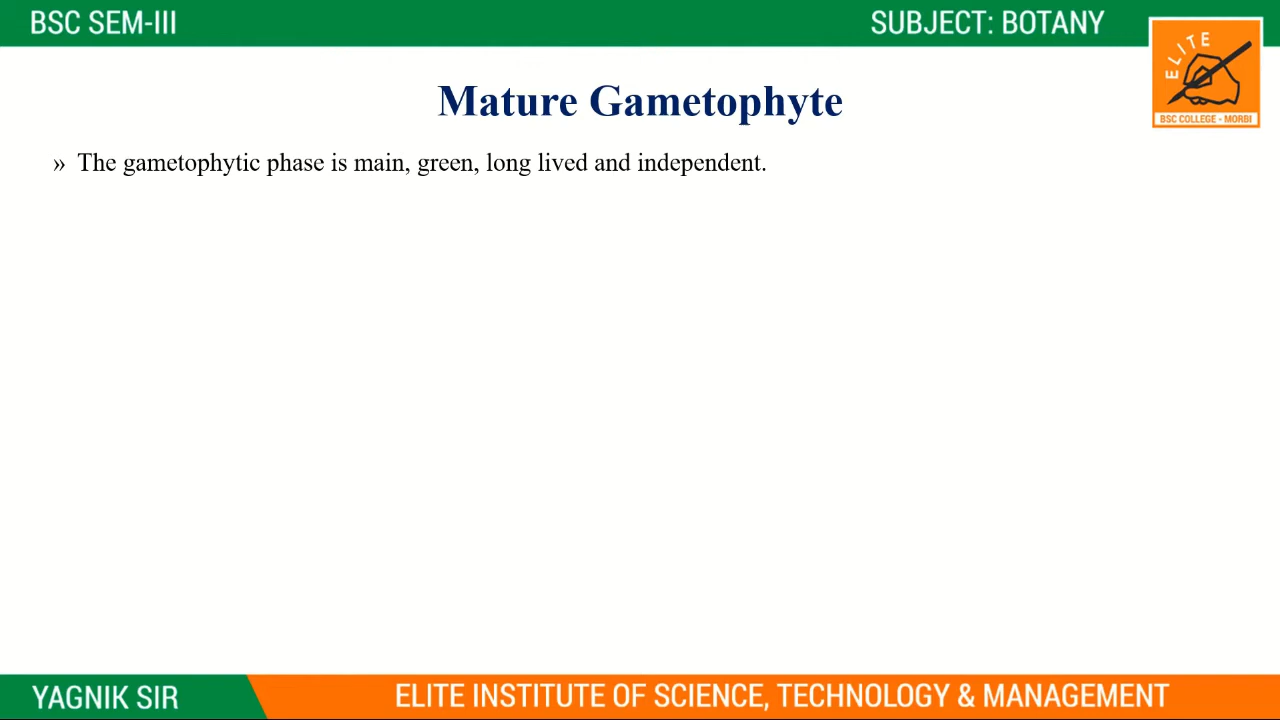 BSC SEM-III
SUBJECT: BOTANY
ELITE
BSC COLLEGE - MORBI
Mature Gametophyte
» The gametophytic phase is main, green, long lived and independent.
YAGNIK SIR
ELITE INSTITUTE OF SCIENCE, TECHNOLOGY & MANAGEMENT